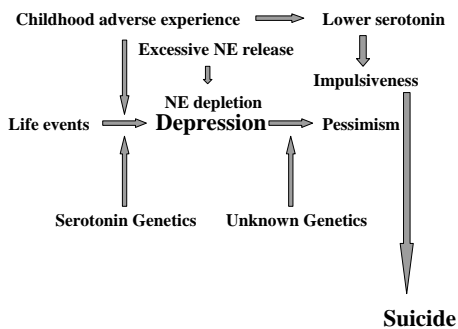 Childhood adverse experience
Lower serotonin
Excessive NE release
Impulsiveness
NE depletion
Life events
Depression
Pessimism
Serotonin Genetics
Unknown Genetics
Suicide